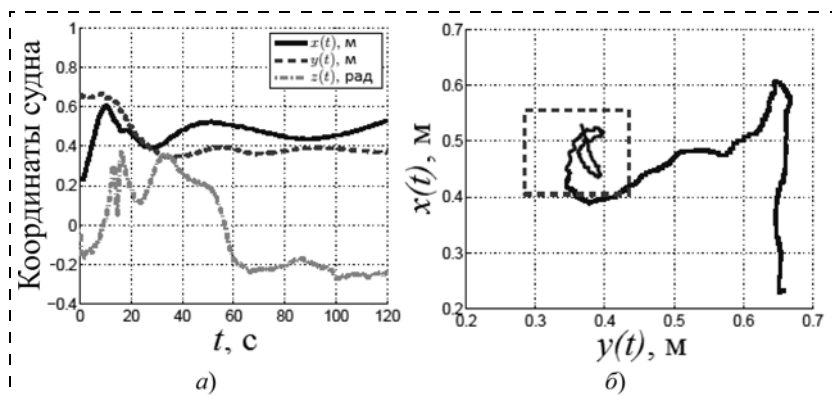 Координаты судна
1
0.8
0.6
0.4
0.2
0
−0.2
−0.4
0 20 40 60 80 100 120
t, с
x(t), м
y(t), м
z(t), рад
а)
x(t), м
0.7
0.6
0.5
0.4
0.3
0.2
0.2 0.3 0.4 0.5 0.6 0.7
y(t), м
б)